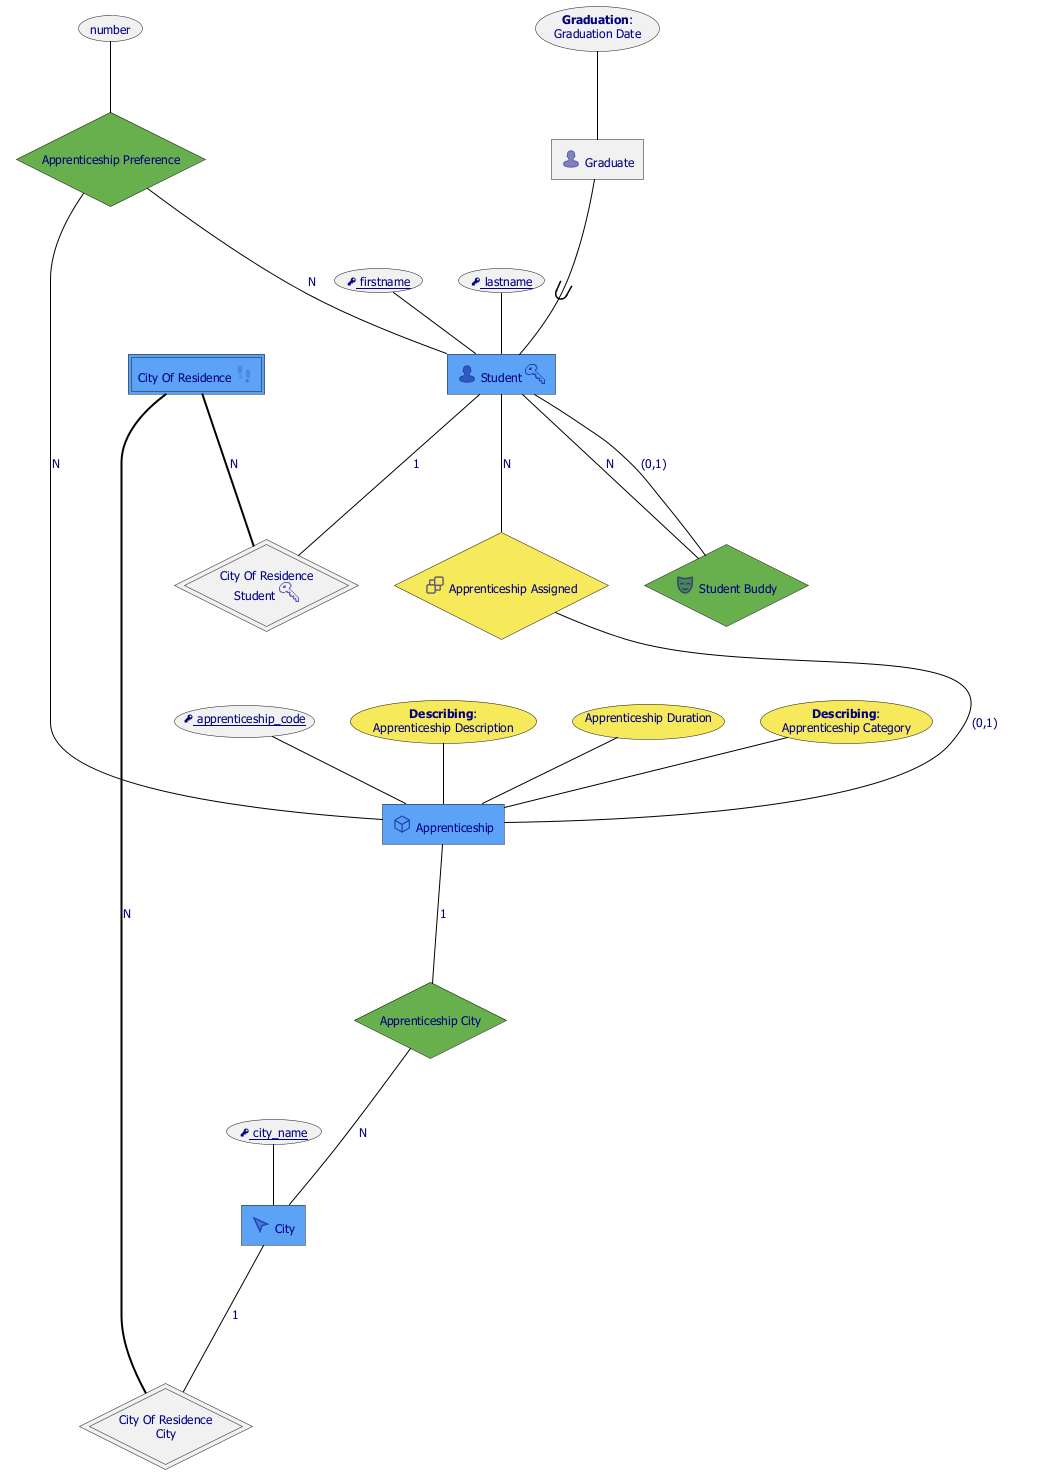 number
Graduation:
Graduation Date
Apprenticeship Preference
Graduate
N
firstname
lastname
City Of Residence
Student
N
N
1
N
N
(0,1)
City Of Residence
Student
Apprenticeship Assigned
Student Buddy
apprenticeship_code
Describing:
Apprenticeship Description
Apprenticeship Duration
Describing:
Apprenticeship Category
(0,1)
Apprenticeship
N
1
Apprenticeship City
city_name
N
City
1
City Of Residence
City